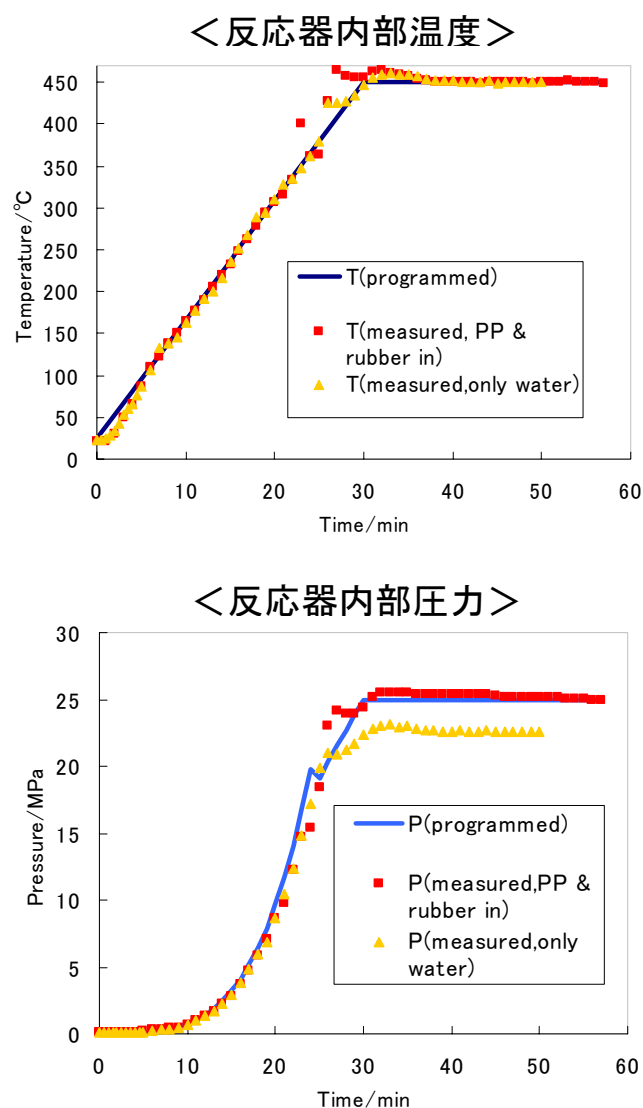 ＜反応器内部温度＞
450
400
350
300
250
200
150
100
50
0
Temperature/℃
T(programmed)
T(measured, PP &
rubber in)
T(measured,only water)
0 10 20 30 40 50 60
Time/min
＜反応器内部圧力＞
30
25
20
15
10
5
0
Pressure/MPa
P(programmed)
P(measured,PP &
rubber in)
P(measured,only
water)
0 10 20 30 40 50 60
Time/min